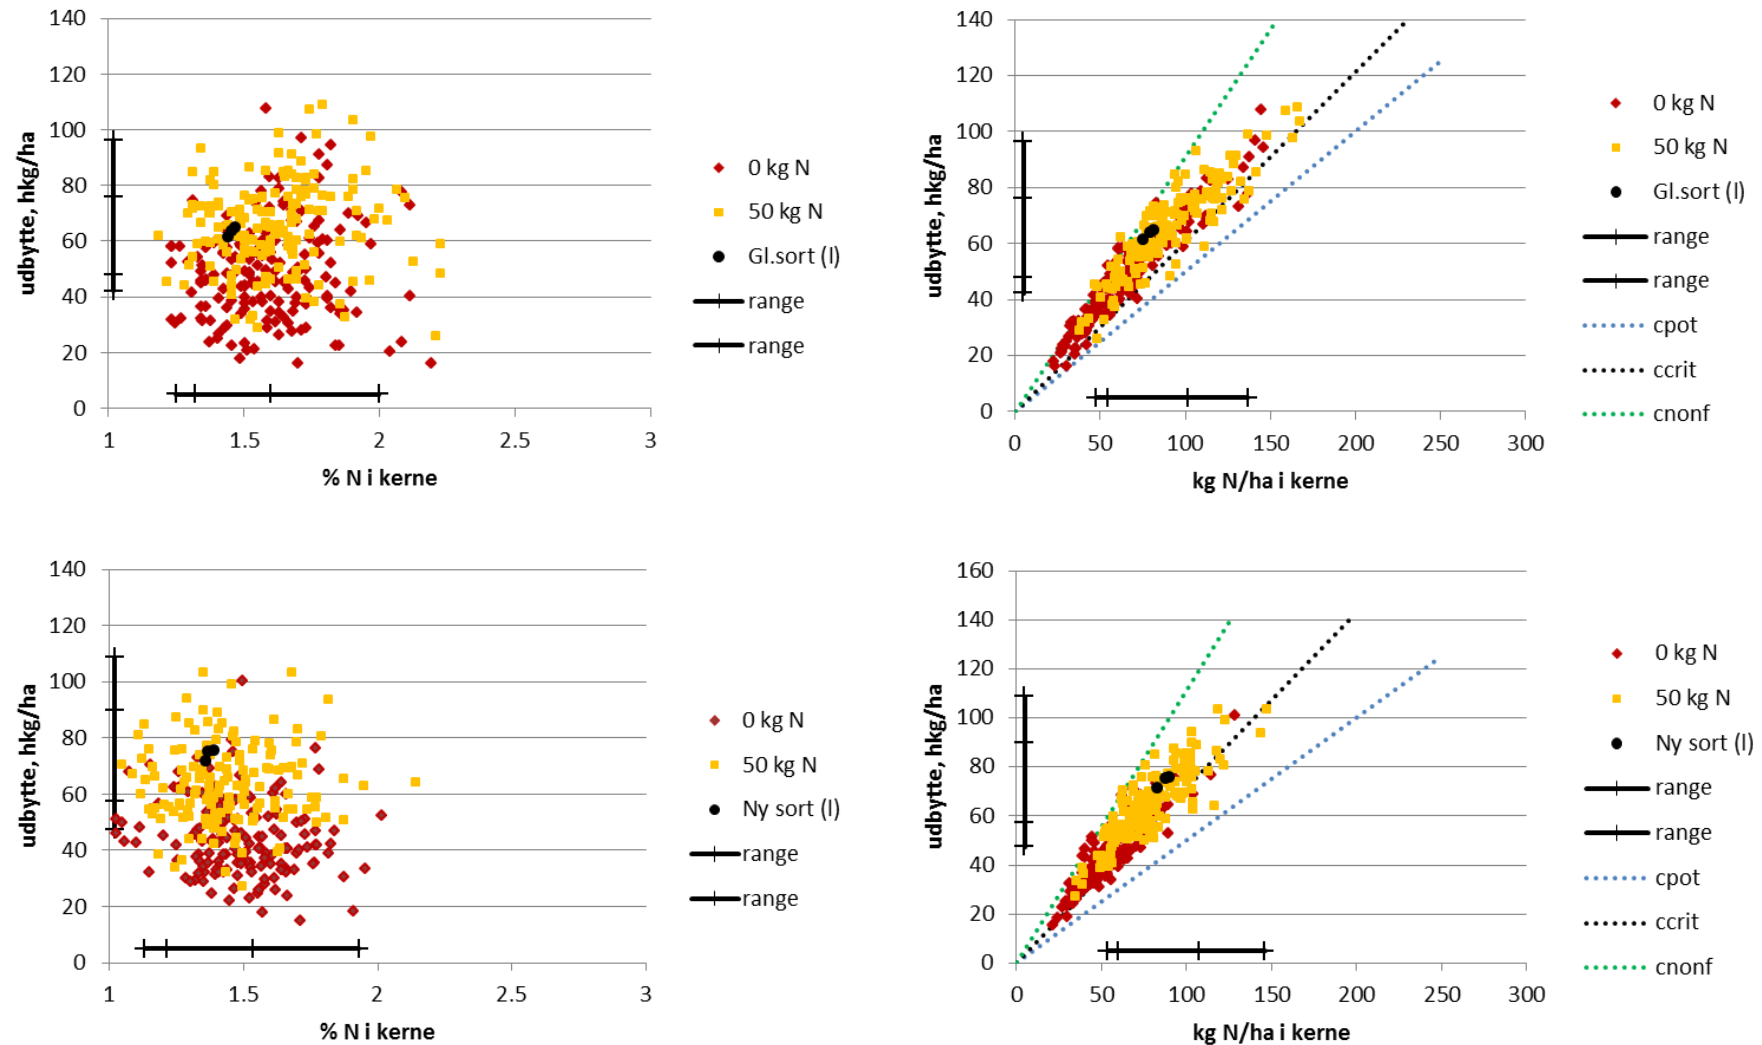 140
120
100
80
60
40
20
0
udbytte, hkg/ha
1
1.5
2
2.5
3
% N i kerne
0 kg N
50 kg N
Gl.sort (I)
range
range
140
120
100
80
60
40
20
0
udbytte, hkg/ha
0
50
100
150
200
250
300
kg N/ha i kerne
0 kg N
50 kg N
Gl.sort (I)
range
range
cpot
ccrit
cnonf
140
120
100
80
60
40
20
0
udbytte, hkg/ha
1
1.5
2
2.5
3
% N i kerne
0 kg N
50 kg N
Ny sort (I)
range
range
160
140
120
100
80
60
40
20
0
udbytte, hkg/ha
0
50
100
150
200
250
300
kg N/ha i kerne
0 kg N
50 kg N
Ny sort (I)
range
range
cpot
ccrit
cnonf